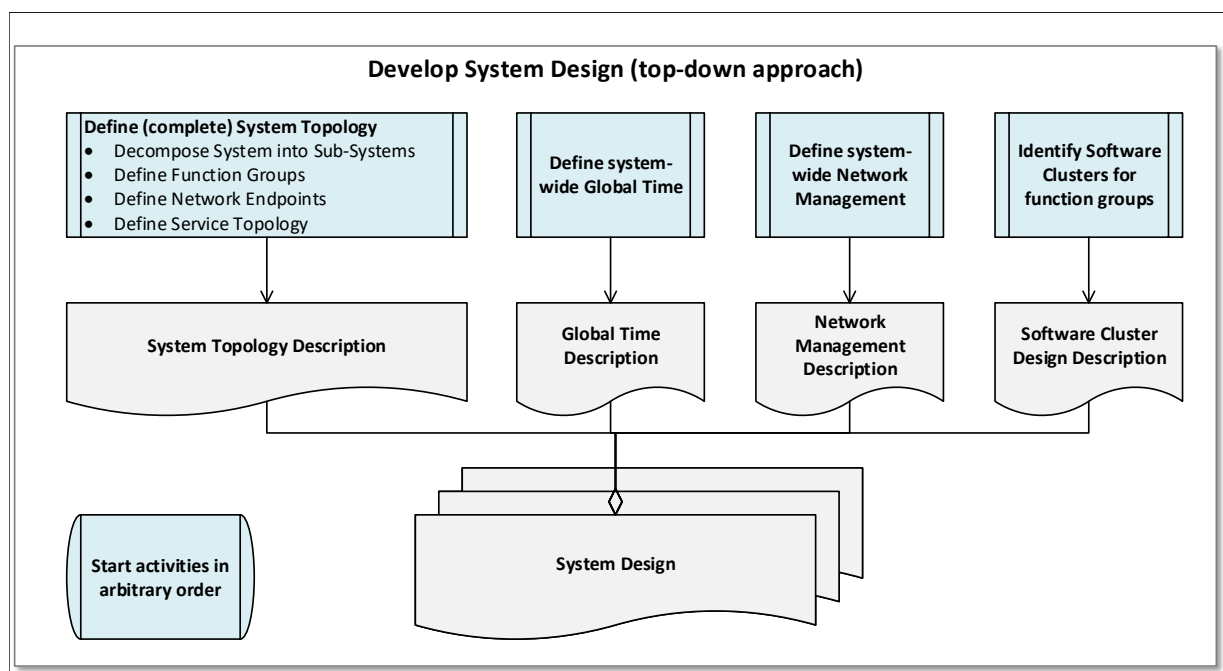 Develop System Design (top-down approach)
Define (complete) System Topology
• Decompose System into Sub-Systems
• Define Function Groups
• Define Network Endpoints
• Define Service Topology
Define system-
wide Global Time
Define system-
wide Network
Management
Identify Software
Clusters for
function groups
System Topology Description
Global Time
Description
Network
Management
Description
Software Cluster
Design Description
Start activities in
arbitrary order
System Design